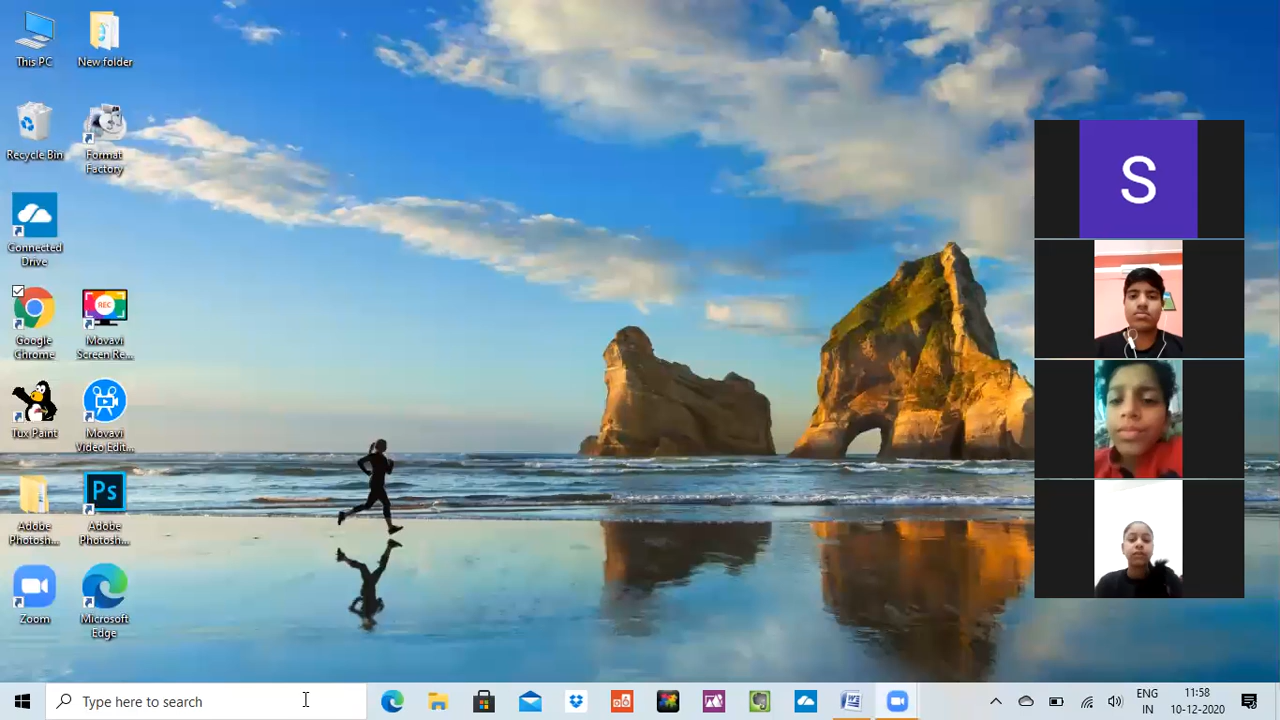 This PC
New folder
Recycle Bin
Format
Factory
Connected
Drive
Google
Chrome
REC
Movavi
Screen Re...
Tux Paint
Movavi
Video Edit...
Adobe
Photosh...
Ps
Adobe
Photosh...
Zoom
Microsoft
Edge
S
Type here to search
ENG
IN
11:58
10-12-2020